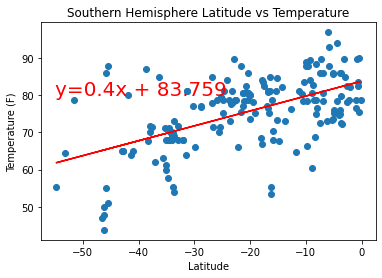 Southern Hemisphere Latitude vs Temperature
90
y=0.4x + 83.759
80
70
60
50
Temperature (F)
−50 −40 −30 −20 −10 0
Latitude